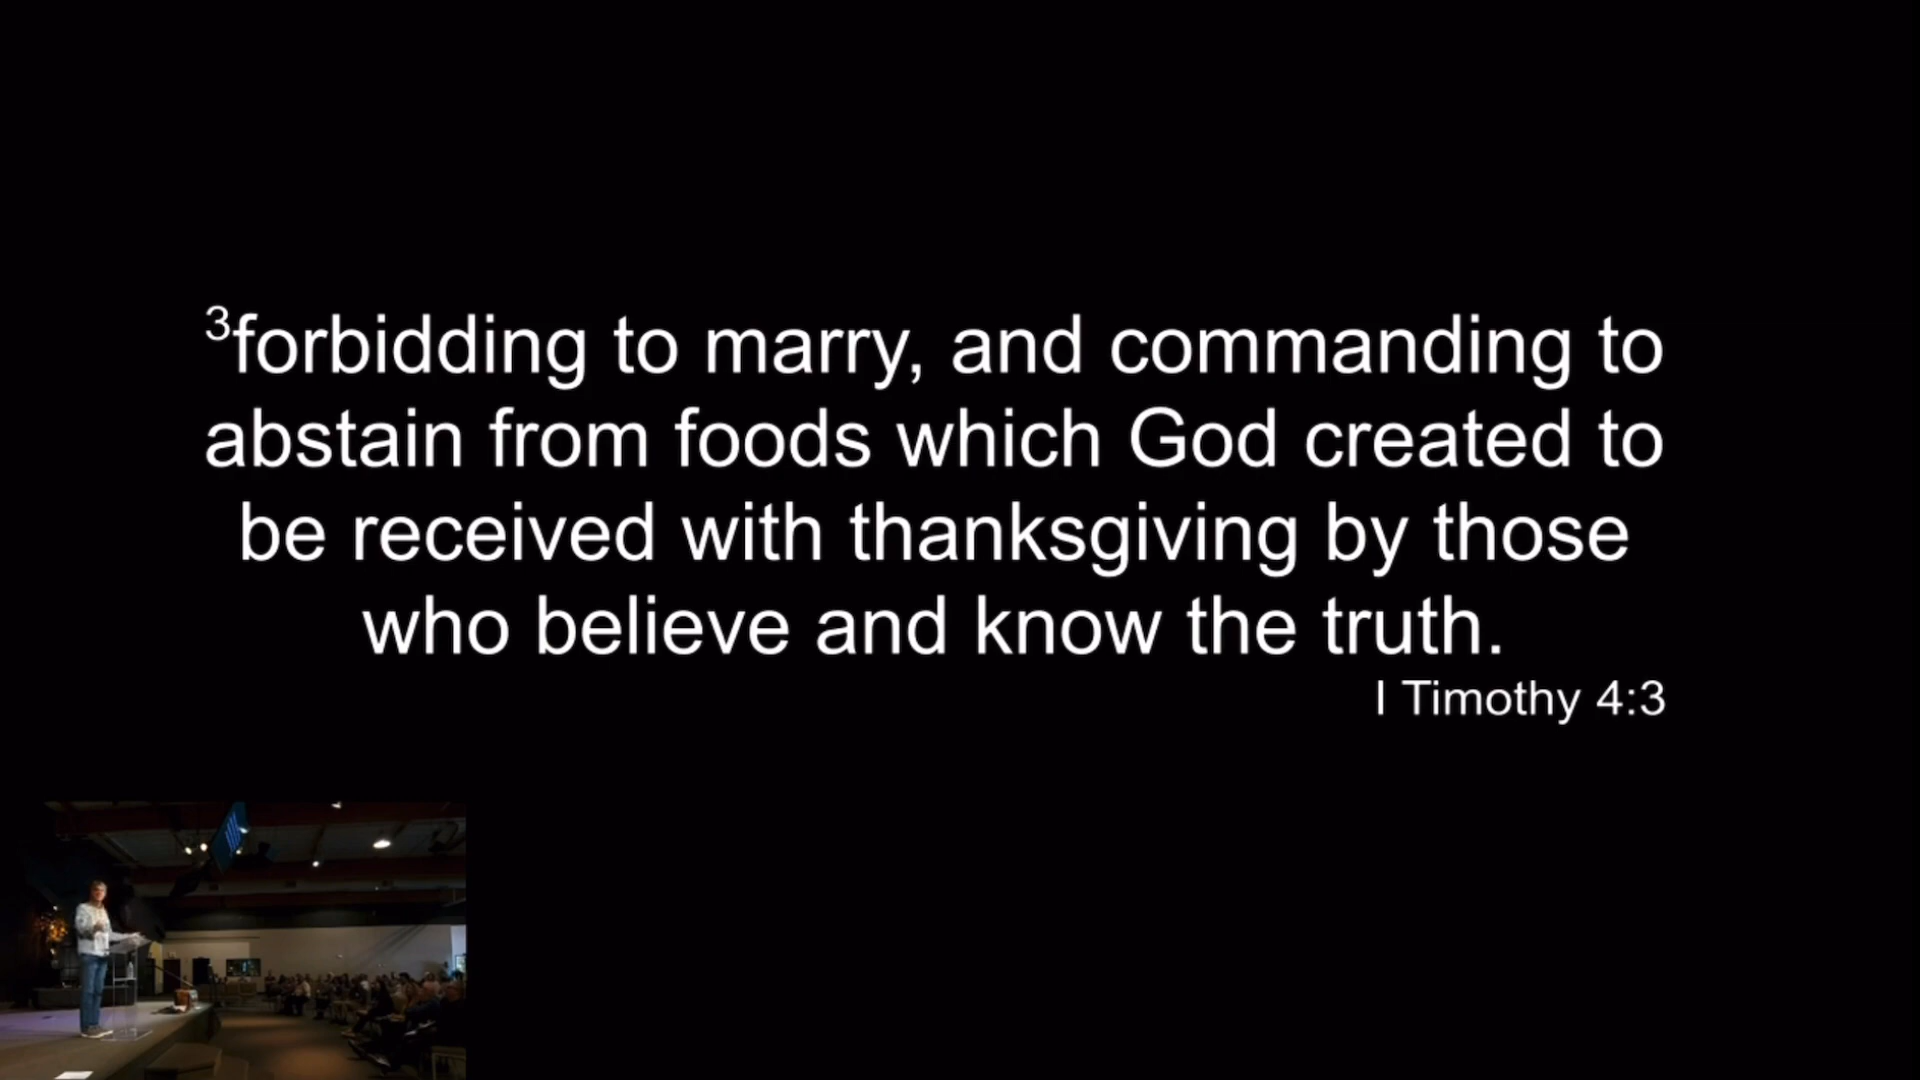 ³forbidding to marry, and commanding to
abstain from foods which God created to
be received with thanksgiving by those
who believe and know the truth.
I Timothy 4:3